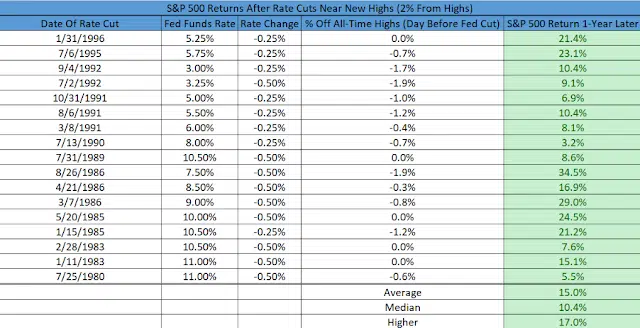 S&P 500 Returns After Rate Cuts Near New Highs (2% From Highs)
Date Of Rate Cut Fed Funds Rate Rate Change % Off All-Time Highs (Day Before Fed Cut) S&P 500 Return 1-Year Later
1/31/1996 5.25% -0.25% 0.0% 21.4%
7/6/1995 5.75% -0.25% -0.7% 23.1%
9/4/1992 3.00% -0.25% -1.7% 10.4%
7/2/1992 3.25% -0.50% -1.9% 9.1%
10/31/1991 5.00% -0.25% -1.0% 6.9%
8/6/1991 5.50% -0.25% -1.2% 10.4%
3/8/1991 6.00% -0.25% -0.4% 8.1%
7/13/1990 8.00% -0.25% -0.7% 3.2%
7/31/1989 10.50% -0.50% 0.0% 8.6%
8/26/1986 7.50% -0.50% -1.9% 34.5%
4/21/1986 8.50% -0.50% -0.3% 16.9%
3/7/1986 9.00% -0.50% -0.8% 29.0%
5/20/1985 10.00% -0.50% 0.0% 24.5%
1/15/1985 10.50% -0.25% -1.2% 21.2%
2/28/1983 10.00% -0.50% 0.0% 7.6%
1/11/1983 11.00% -0.50% 0.0% 15.1%
7/25/1980 11.00% -0.50% -0.6% 5.5%
Average 15.0%
Median 10.4%
Higher 17.0%